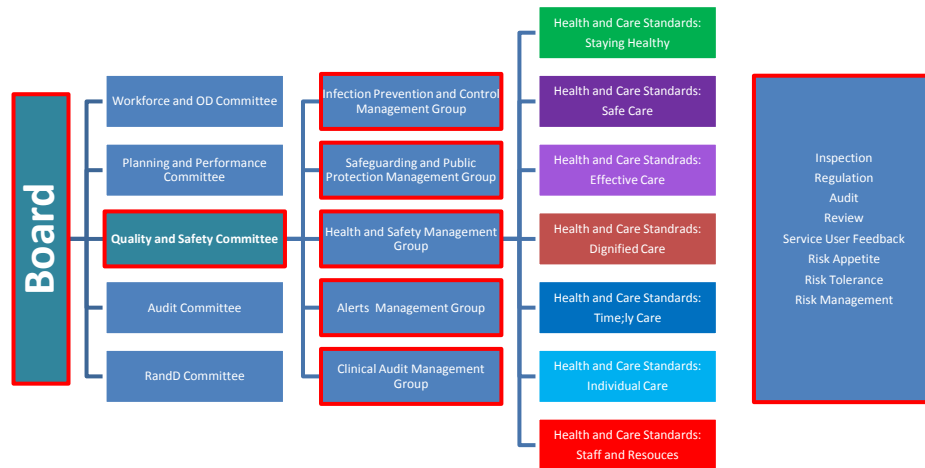 Board
Workforce and OD Committee
Planning and Performance
Committee
Quality and Safety Committee
Audit Committee
RandD Committee
Infection Prevention and Control
Management Group
Safeguarding and Public
Protection Management Group
Health and Safety Management
Group
Alerts  Management Group
Clinical Audit Management
Group
Health and Care Standards:
Staying Healthy
Health and Care Standards:
Safe Care
Health and Care Standrads:
Effective Care
Health and Care Standrads:
Dignified Care
Health and Care Standards:
Time;ly Care
Health and Care Standards:
Individual Care
Health and Care Standards:
Staff and Resouces
Inspection
Regulation
Audit
Review
Service User Feedback
Risk Appetite
Risk Tolerance
Risk Management